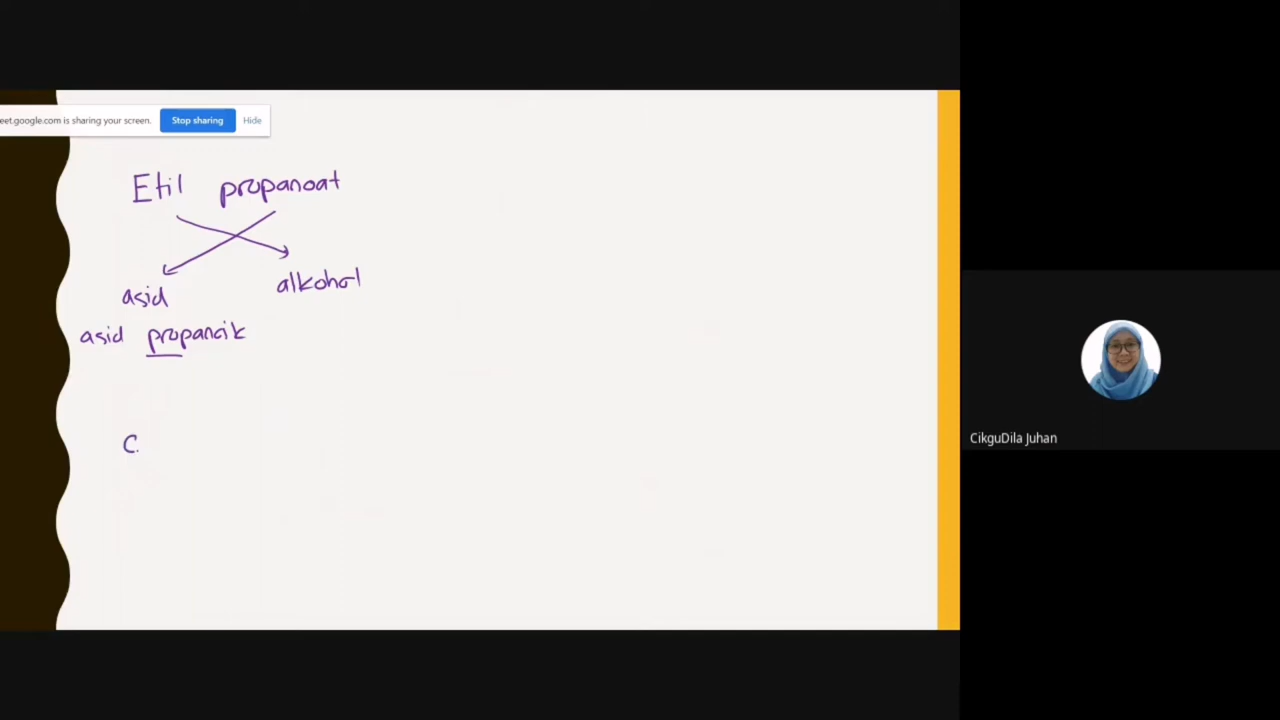 eet.google.com is sharing your screen. Stop sharing Hide
Etil propanoat
asid alkohol
asid propanoik
C
CikguDila Juhan